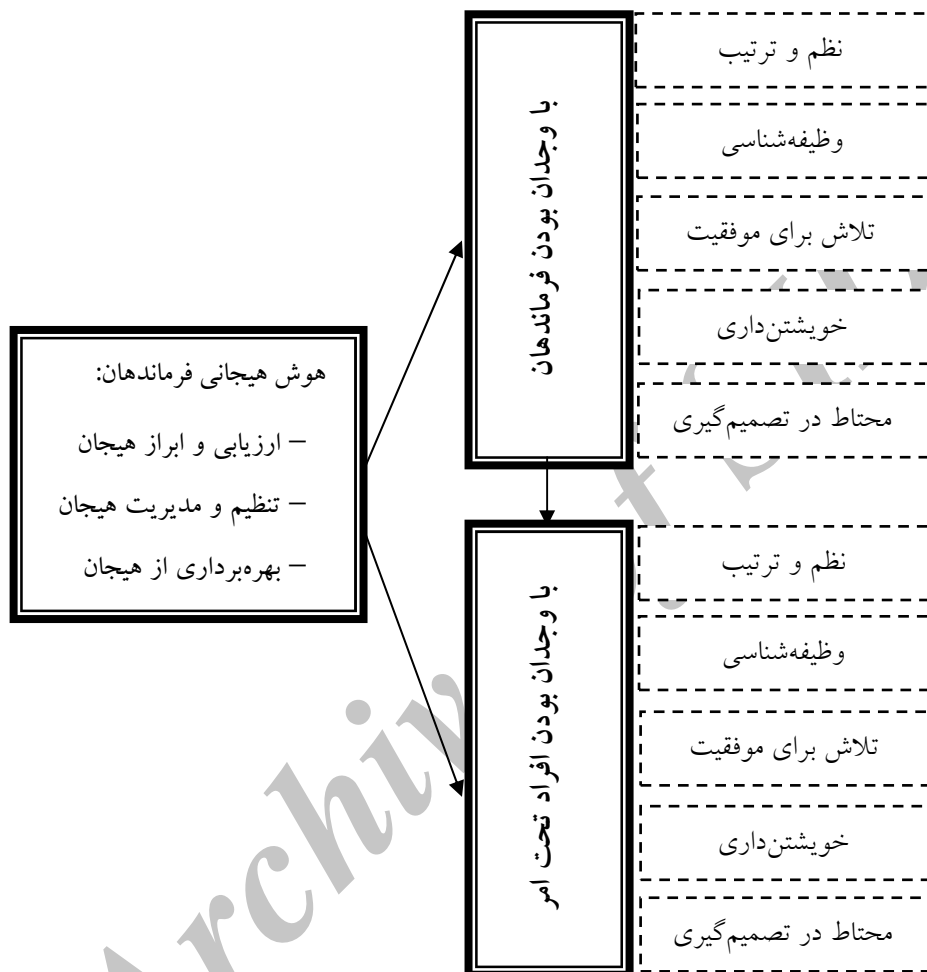 با وجدان بودن فرماندهان
نظم و ترتیب
وظیفه‌شناسی
تلاش برای موفقیت
خویشتن‌داری
محتاط در تصمیم‌گیری
هوش هیجانی فرماندهان:
– ارزیابی و ابراز هیجان
– تنظیم و مدیریت هیجان
– بهره‌برداری از هیجان
با وجدان بودن افراد تحت امر
نظم و ترتیب
وظیفه‌شناسی
تلاش برای موفقیت
خویشتن‌داری
محتاط در تصمیم‌گیری
Archiv